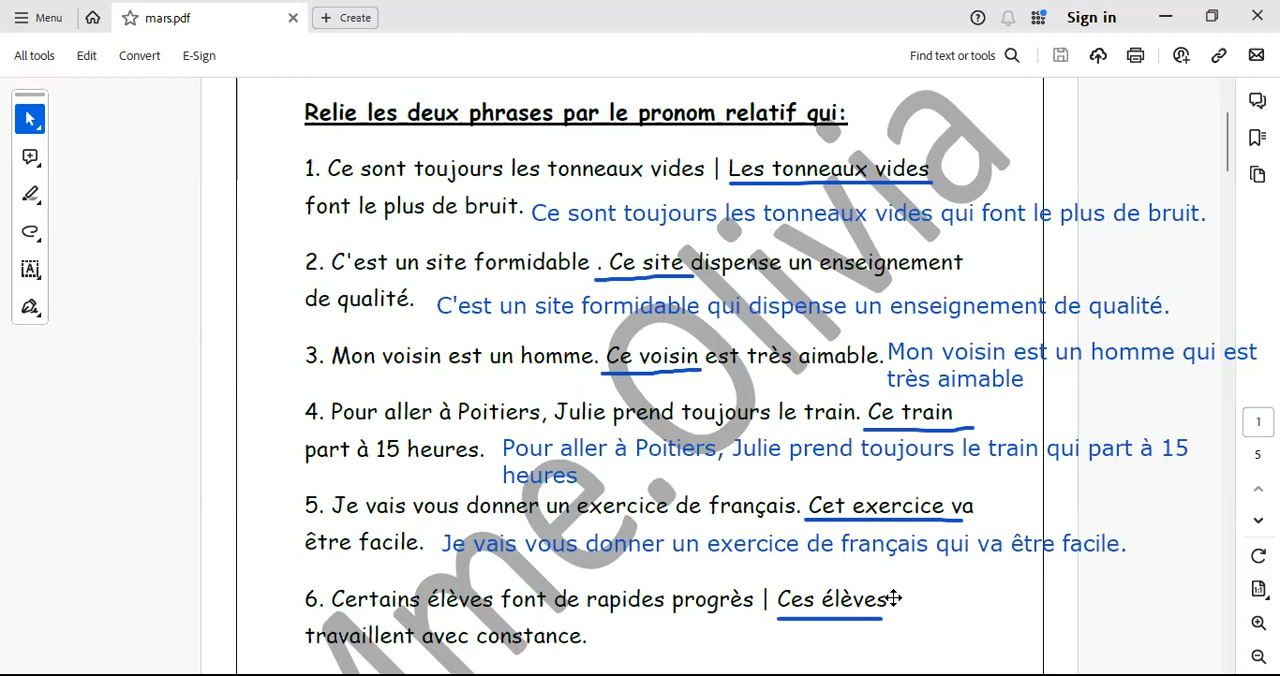 Menu
mars.pdf
Create
Sign in
All tools
Edit
Convert
E-Sign
Find text or tools
Relie les deux phrases par le pronom relatif qui:
1. Ce sont toujours les tonneaux vides | Les tonneaux vides
font le plus de bruit. Ce sont toujours les tonneaux vides qui font le plus de bruit.
2. C'est un site formidable . Ce site dispense un enseignement
de qualité. C'est un site formidable qui dispense un enseignement de qualité.
3. Mon voisin est un homme. Ce voisin est très aimable. Mon voisin est un homme qui est
très aimable
4. Pour aller à Poitiers, Julie prend toujours le train. Ce train
part à 15 heures. Pour aller à Poitiers, Julie prend toujours le train qui part à 15
heures
5. Je vais vous donner un exercice de français. Cet exercice va
être facile. Je vais vous donner un exercice de français qui va être facile.
6. Certains élèves font de rapides progrès | Ces élèves
travaillent avec constance.
Mme.Olivia
1
5